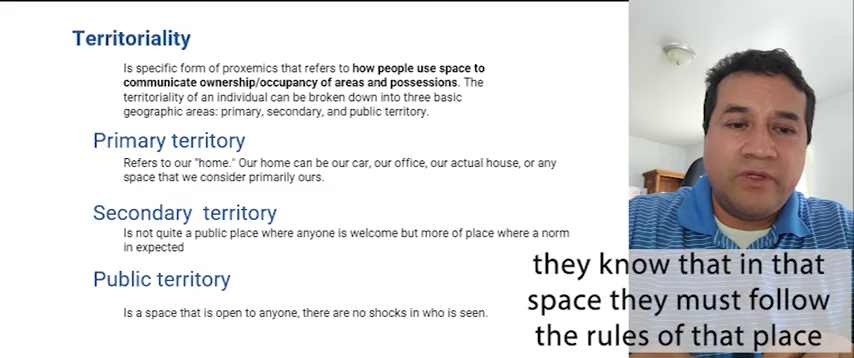 Territoriality
Is specific form of proxemics that refers to how people use space to
communicate ownership/occupancy of areas and possessions. The
territoriality of an individual can be broken down into three basic
geographic areas: primary, secondary, and public territory.
Primary territory
Refers to our "home." Our home can be our car, our office, our actual house, or any
space that we consider primarily ours.
Secondary territory
Is not quite a public place where anyone is welcome but more of place where a norm
in expected
Public territory
Is a space that is open to anyone, there are no shocks in who is seen.
they know that in that
space they must follow
the rules of that place